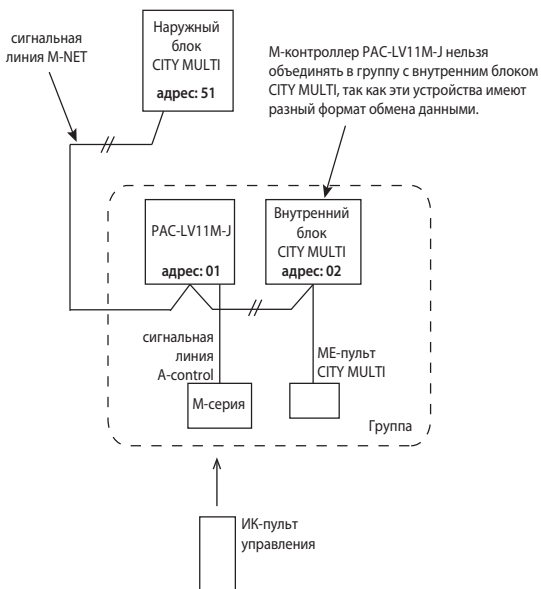 сигнальная
линия M-NET
Наружный
блок
CITY MULTI
адрес: 51
М-контроллер PAC-LV11M-J нельзя
объединять в группу с внутренним блоком
CITY MULTI, так как эти устройства имеют
разный формат обмена данными.
PAC-LV11M-J
адрес: 01
Внутренний
блок
CITY MULTI
адрес: 02
сигнальная
линия
A-control
М-серия
МЕ-пульт
CITY MULTI
Группа
ИК-пульт
управления